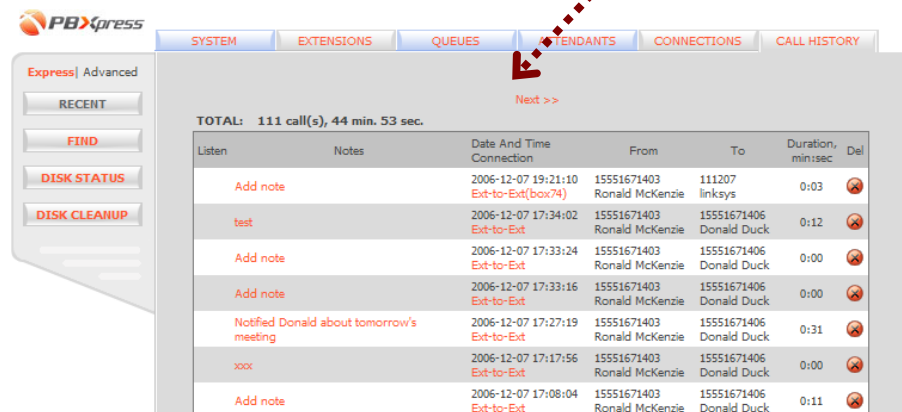 PBXpress
SYSTEM EXTENSIONS QUEUES ATTENDANTS CONNECTIONS CALL HISTORY
Express| Advanced
RECENT
FIND
DISK STATUS
DISK CLEANUP
Next >>
TOTAL: 111 call(s), 44 min. 53 sec.
Listen Notes Date And Time Connection From To Duration, min:sec Del
Add note 2006-12-07 19:21:10 15551671403 111207 0:03
Ext-to-Ext(box74) Ronald McKenzie linksys
test 2006-12-07 17:34:02 15551671403 15551671406 0:12
Ext-to-Ext Ronald McKenzie Donald Duck
Add note 2006-12-07 17:33:24 15551671403 15551671406 0:00
Ext-to-Ext Ronald McKenzie Donald Duck
Add note 2006-12-07 17:33:16 15551671403 15551671406 0:00
Ext-to-Ext Ronald McKenzie Donald Duck
Notified Donald about tomorrow's 2006-12-07 17:27:19 15551671403 15551671406 0:31
meeting Ext-to-Ext Ronald McKenzie Donald Duck
xxx 2006-12-07 17:17:56 15551671403 15551671406 0:00
Ext-to-Ext Ronald McKenzie Donald Duck
Add note 2006-12-07 17:08:04 15551671403 15551671406 0:11
Ext-to-Ext Ronald McKenzie Donald Duck